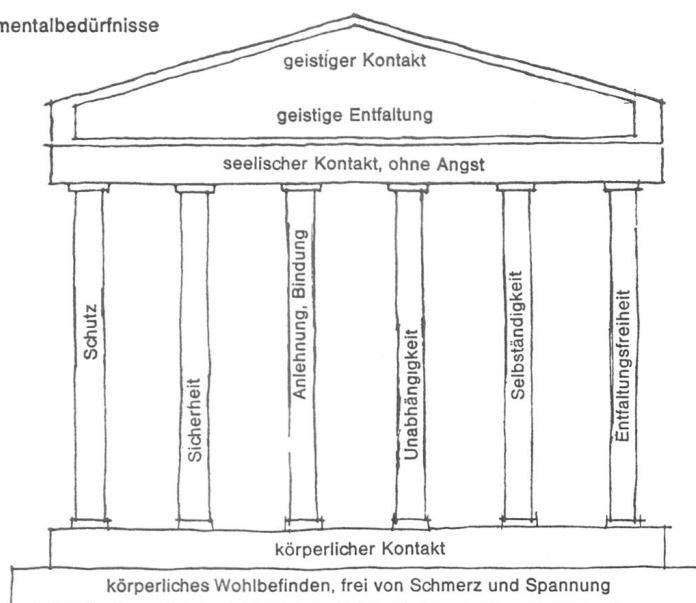 mentalbedürfnisse
geistiger Kontakt
geistige Entfaltung
seelischer Kontakt, ohne Angst
Schutz
Sicherheit
Anlehnung, Bindung
Unabhängigkeit
Selbständigkeit
Entfaltungsfreiheit
körperlicher Kontakt
körperliches Wohlbefinden, frei von Schmerz und Spannung